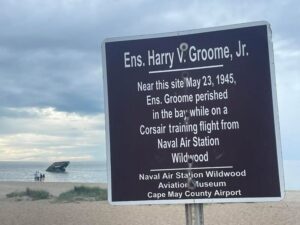 Ens. Harry V. Groome, Jr.
Near this site May 23, 1945,
Ens. Groome perished
in the bay while on a
Corsair training flight from
Naval Air Station
Wildwood
Naval Air Station Wildwood
Aviation Museum
Cape May County Airport